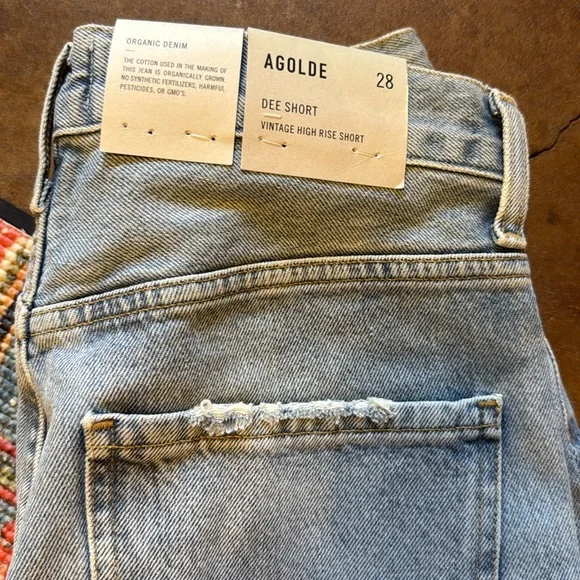 ORGANIC DENIM
THE COTTON USED IN THE MAKING OF
THIS JEAN IS ORGANICALLY GROWN.
NO SYNTHETIC FERTILIZERS, HARMFUL
PESTICIDES, OR GMO'S.
AGOLDE 28
DEE SHORT
VINTAGE HIGH RISE SHORT